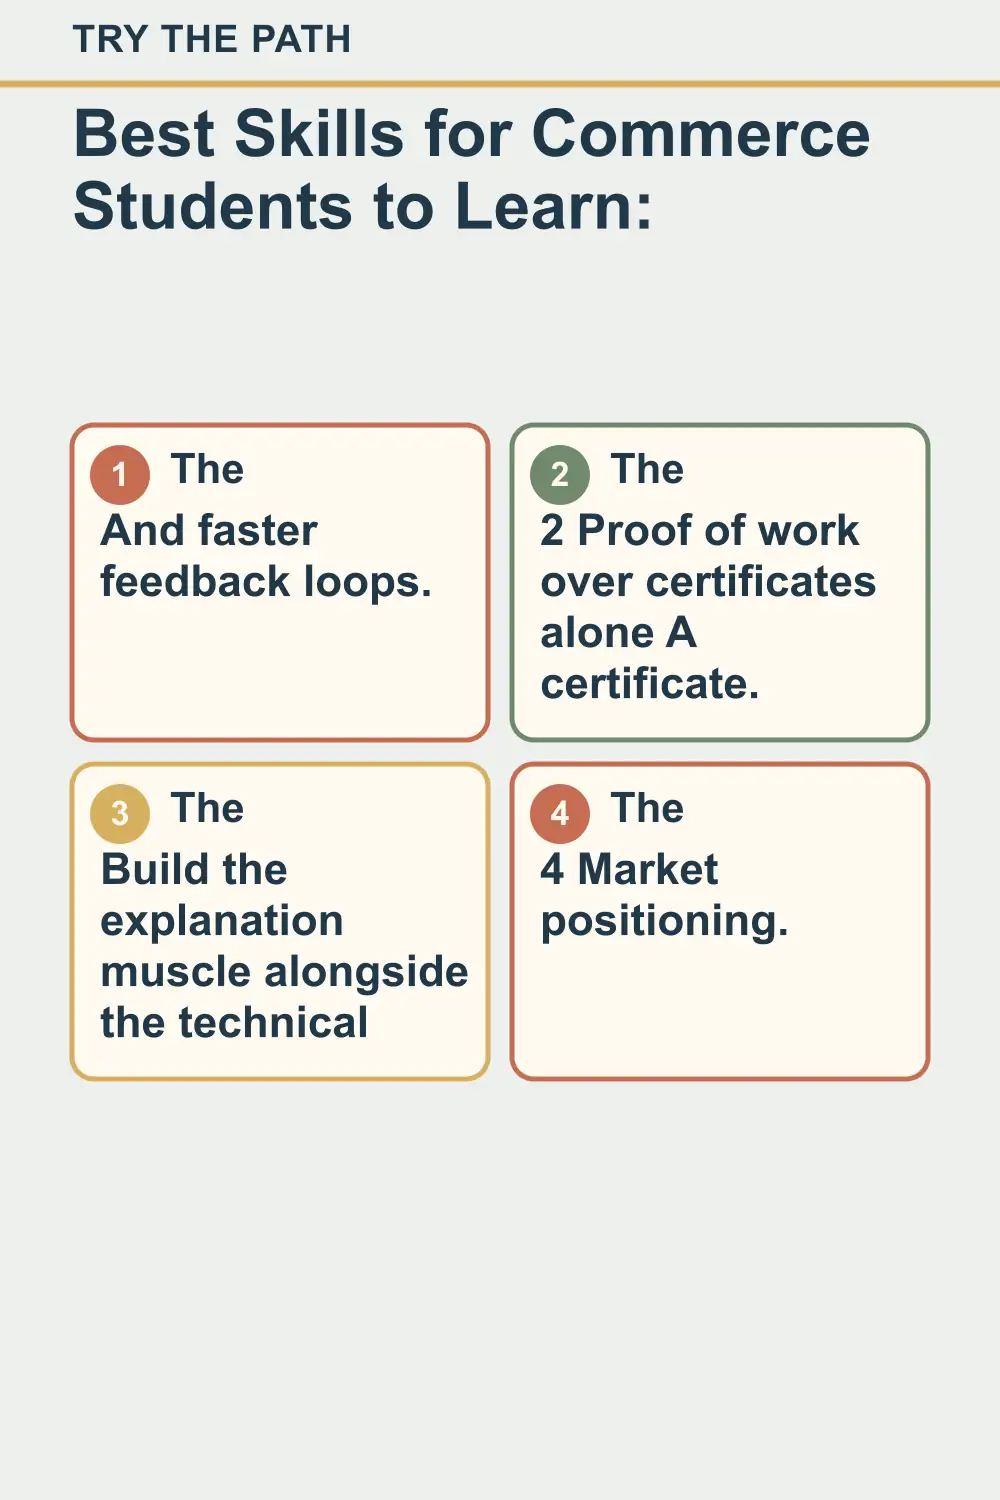 TRY THE PATH
Best Skills for Commerce
Students to Learn:
1 The
And faster
feedback loops.
2 The
2 Proof of work
over certificates
alone A
certificate.
3 The
Build the
explanation
muscle alongside
the technical
4 The
4 Market
positioning.